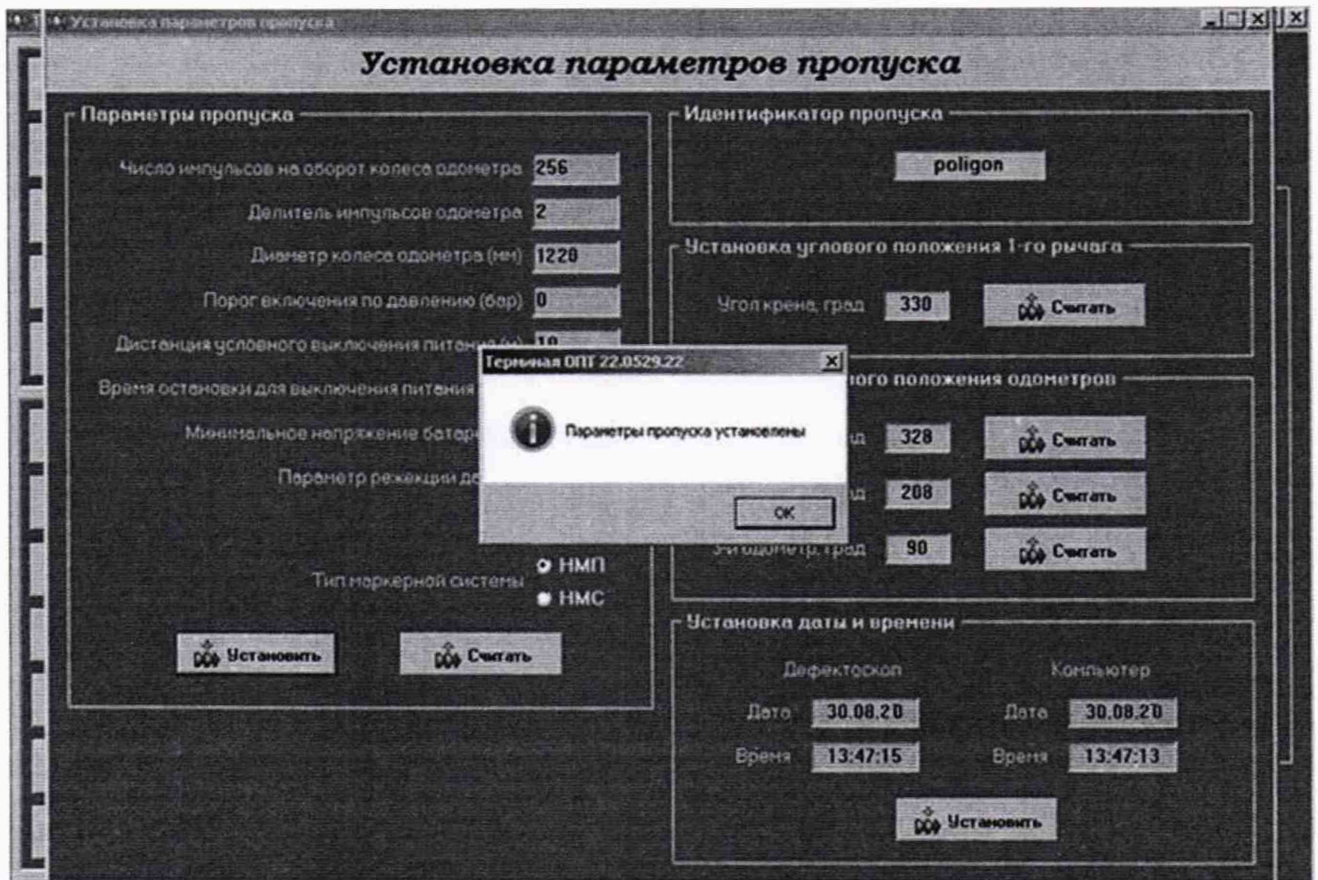 Установка параметров пропуска
Установка параметров пропуска
Параметры пропуска
Число импульсов на оборот колеса одометра 256
Делитель импульсов одометра 2
Диаметр колеса одометра (мм) 1220
Порог включения по давлению (бар) 0
Дистанция условного выключения питания (м) 10
Время остановки для выключения питания
Минимальное напряжение
Параметр режекции
Тип маркерной системы
НМП
НМС
Установить
Считать
Терминал ОПТ 22.0529.22
Параметры пропуска установлены
OK
Идентификатор пропуска
poligon
Установка углового положения 1-го рычага
Угол крена, град 330 Считать
положения одометров
328 Считать
208 Считать
3-й одометр, град 90 Считать
Установка даты и времени
Дефектоскоп Компьютер
Дата 30.08.20 Дата 30.08.20
Время 13:47:15 Время 13:47:13
Установить